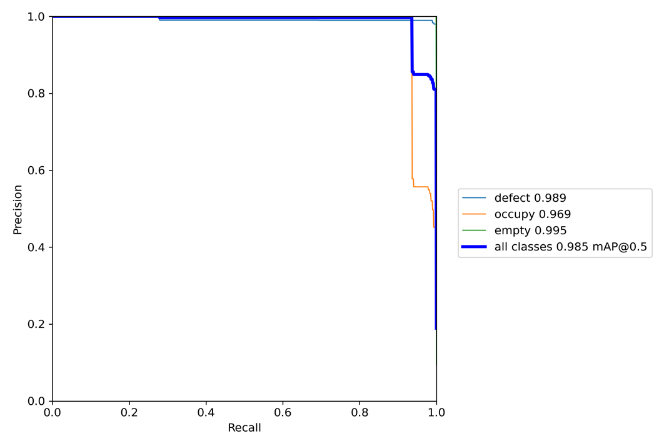 1.0
0.8
0.6
0.4
0.2
0.0
Precision
0.0 0.2 0.4 0.6 0.8 1.0
Recall
defect 0.989
occupy 0.969
empty 0.995
all classes 0.985 mAP@0.5